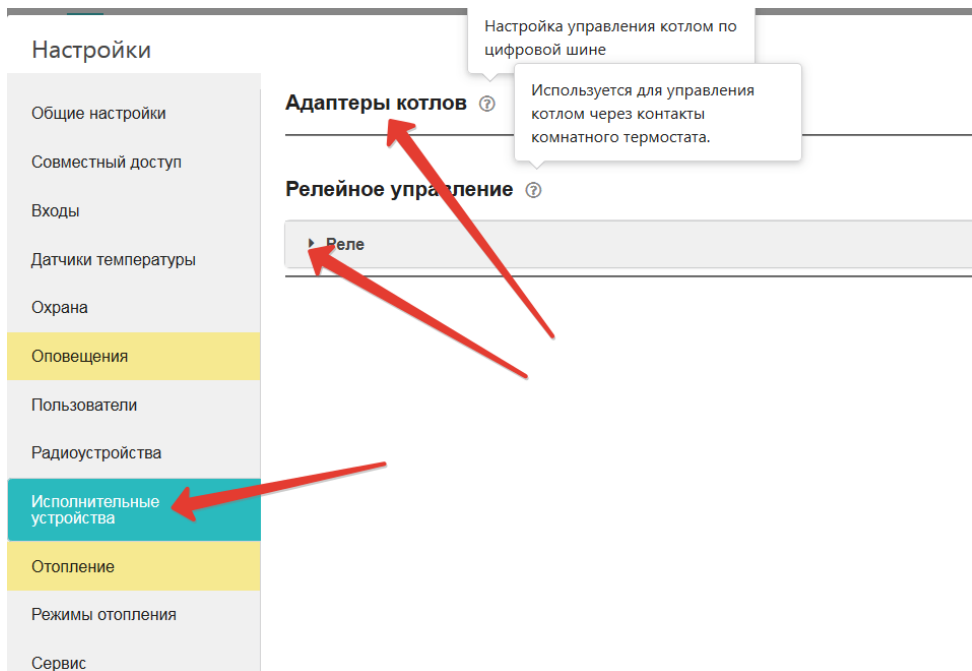 Настройка управления котлом по
цифровой шине
Настройки
Используется для управления
котлом через контакты
комнатного термостата.
Адаптеры котлов
Общие настройки
Совместный доступ
Релейное управление
Входы
Реле
Датчики температуры
Охрана
Оповещения
Пользователи
Радиоустройства
Исполнительные
устройства
Отопление
Режимы отопления
Сервис